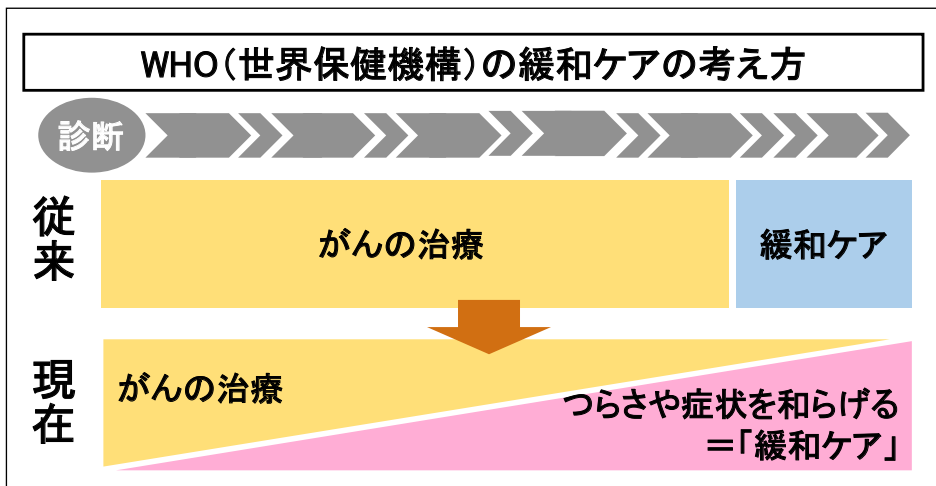 WHO（世界保健機構）の緩和ケアの考え方
診断
従来
がんの治療
緩和ケア
現在
がんの治療
つらさや症状を和らげる
＝「緩和ケア」